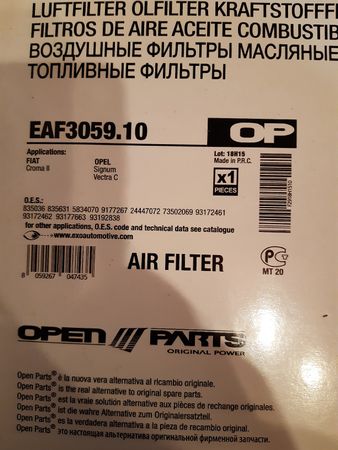 LUFTFILTER OLFILTER KRAFTSTOFFF
FILTROS DE AIRE ACEITE COMBUSTIB
ВОЗДУШНЫЕ ФИЛЬТРЫ МАСЛЯНЫЕ
ТОПЛИВНЫЕ ФИЛЬТРЫ
EAF3059.10
OP
Applications:
FIAT
Croma II
OPEL
Signum
Vectra C
Lot: 18H15
Made in P.R.C.
x1
PIECES
O.E.S.:
835036 835631 5834070 9177267 24447072 73502069 93172461
93172462 93177663 93192838
for other applications, O.E.S. code and technical data see catalogue
www.exoautomotive.com
8 059267 047435
AIR FILTER
PG
MT 20
OPEN /// PARTS
ORIGINAL POWER
Open Parts® è la nuova vera alternativa al ricambio originale.
Open Parts® is the real alternative to original spare parts.
Open Parts® est la vraie solution alternative aux pièces de rechange originales.
Open Parts® ist die wahre Alternative zum Originalersatzteil.
Open Parts® es la verdadera alternativa a la pieza de recambio original.
Open Parts® это настоящая альтернатива оригинальной фирменной запчасти.